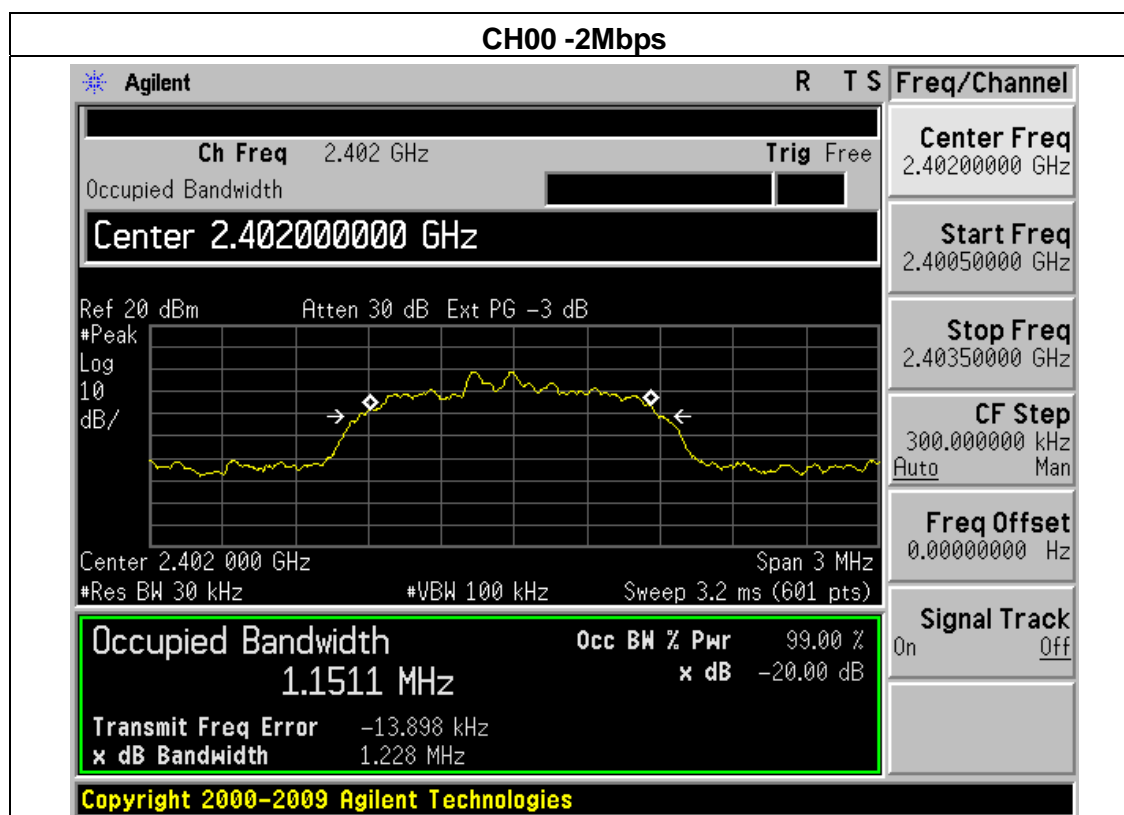 CH00 -2Mbps
Agilent R T S Freq/Channel
Ch Freq 2.402 GHz Trig Free
Occupied Bandwidth
Center 2.402000000 GHz
Ref 20 dBm Atten 30 dB Ext PG -3 dB
#Peak
Log
10
dB/
Center 2.402 000 GHz Span 3 MHz
#Res BW 30 kHz #VBW 100 kHz Sweep 3.2 ms (601 pts)
Occupied Bandwidth Occ BW % Pwr 99.00 %
1.1511 MHz x dB -20.00 dB
Transmit Freq Error -13.898 kHz
x dB Bandwidth 1.228 MHz
Copyright 2000-2009 Agilent Technologies
Center Freq
2.40200000 GHz
Start Freq
2.40050000 GHz
Stop Freq
2.40350000 GHz
CF Step
300.000000 kHz
Auto Man
Freq Offset
0.00000000 Hz
Signal Track
On Off